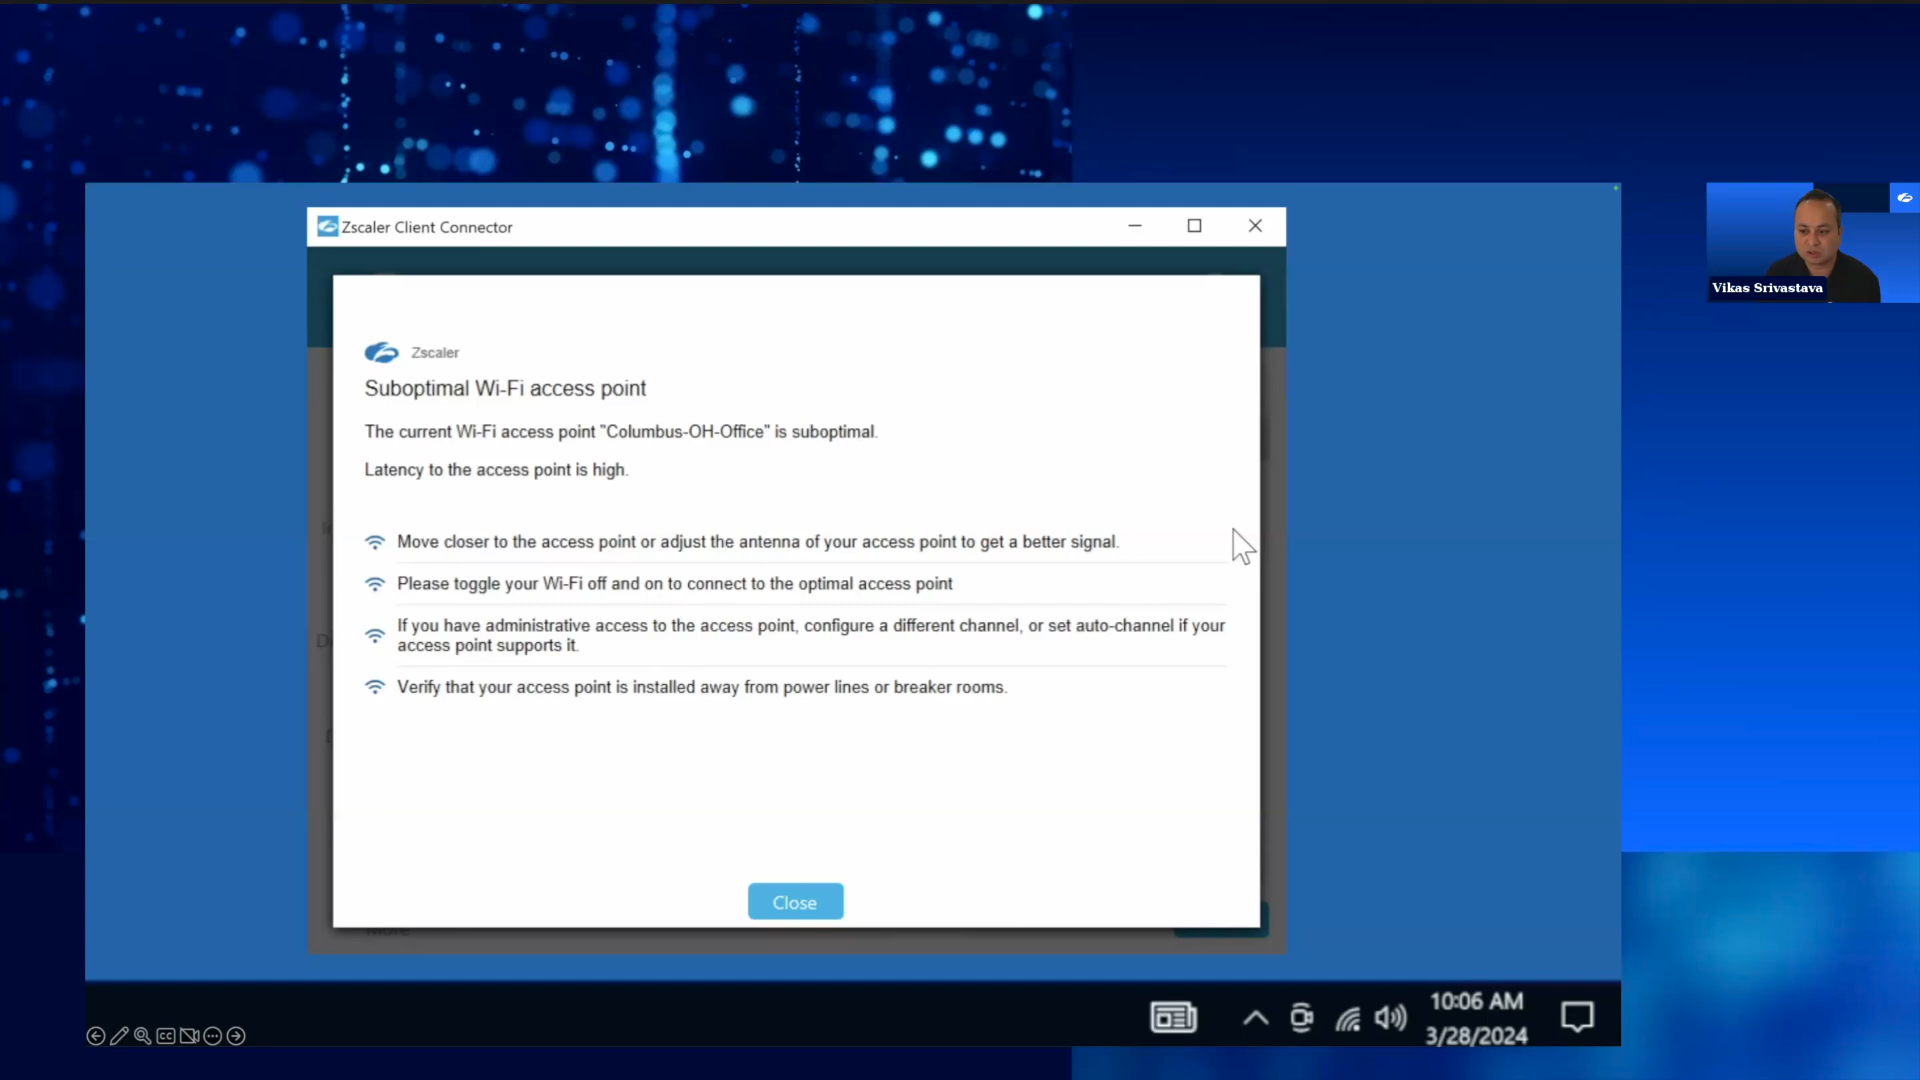 Zscaler Client Connector
Zscaler
Suboptimal Wi-Fi access point
The current Wi-Fi access point "Columbus-OH-Office" is suboptimal.
Latency to the access point is high.
Move closer to the access point or adjust the antenna of your access point to get a better signal.
Please toggle your Wi-Fi off and on to connect to the optimal access point
If you have administrative access to the access point, configure a different channel, or set auto-channel if your
access point supports it.
Verify that your access point is installed away from power lines or breaker rooms.
Close
More
Vikas Srivastava
10:06 AM
3/28/2024
CC